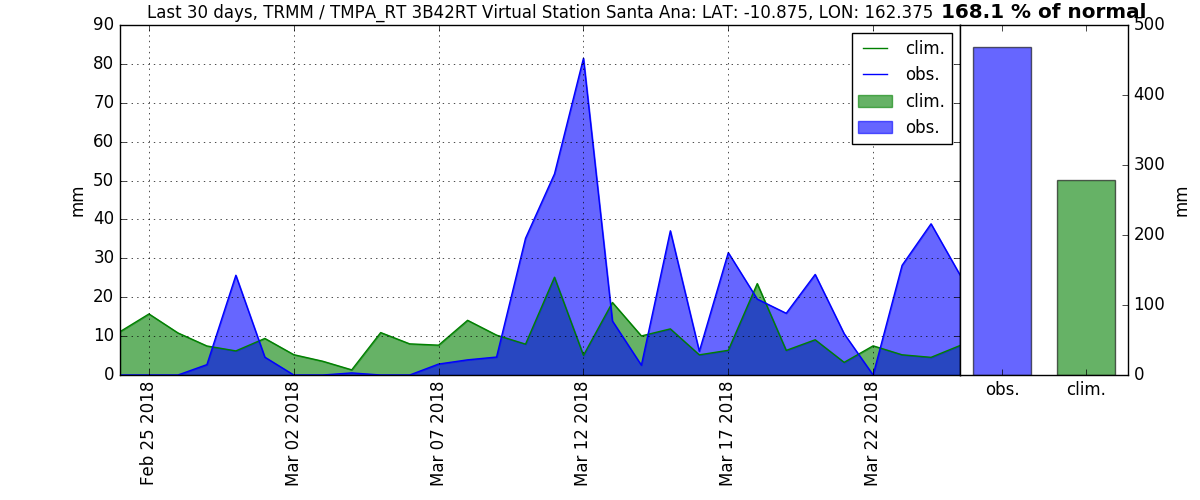 Last 30 days, TRMM / TMPA_RT 3B42RT Virtual Station Santa Ana: LAT: -10.875, LON: 162.375 168.1 % of normal
90
80
70
60
50
40
30
20
10
0
mm
clim.
obs.
clim.
obs.
Feb 25 2018
Mar 02 2018
Mar 07 2018
Mar 12 2018
Mar 17 2018
Mar 22 2018
500
400
300
200
100
0
mm
obs. clim.